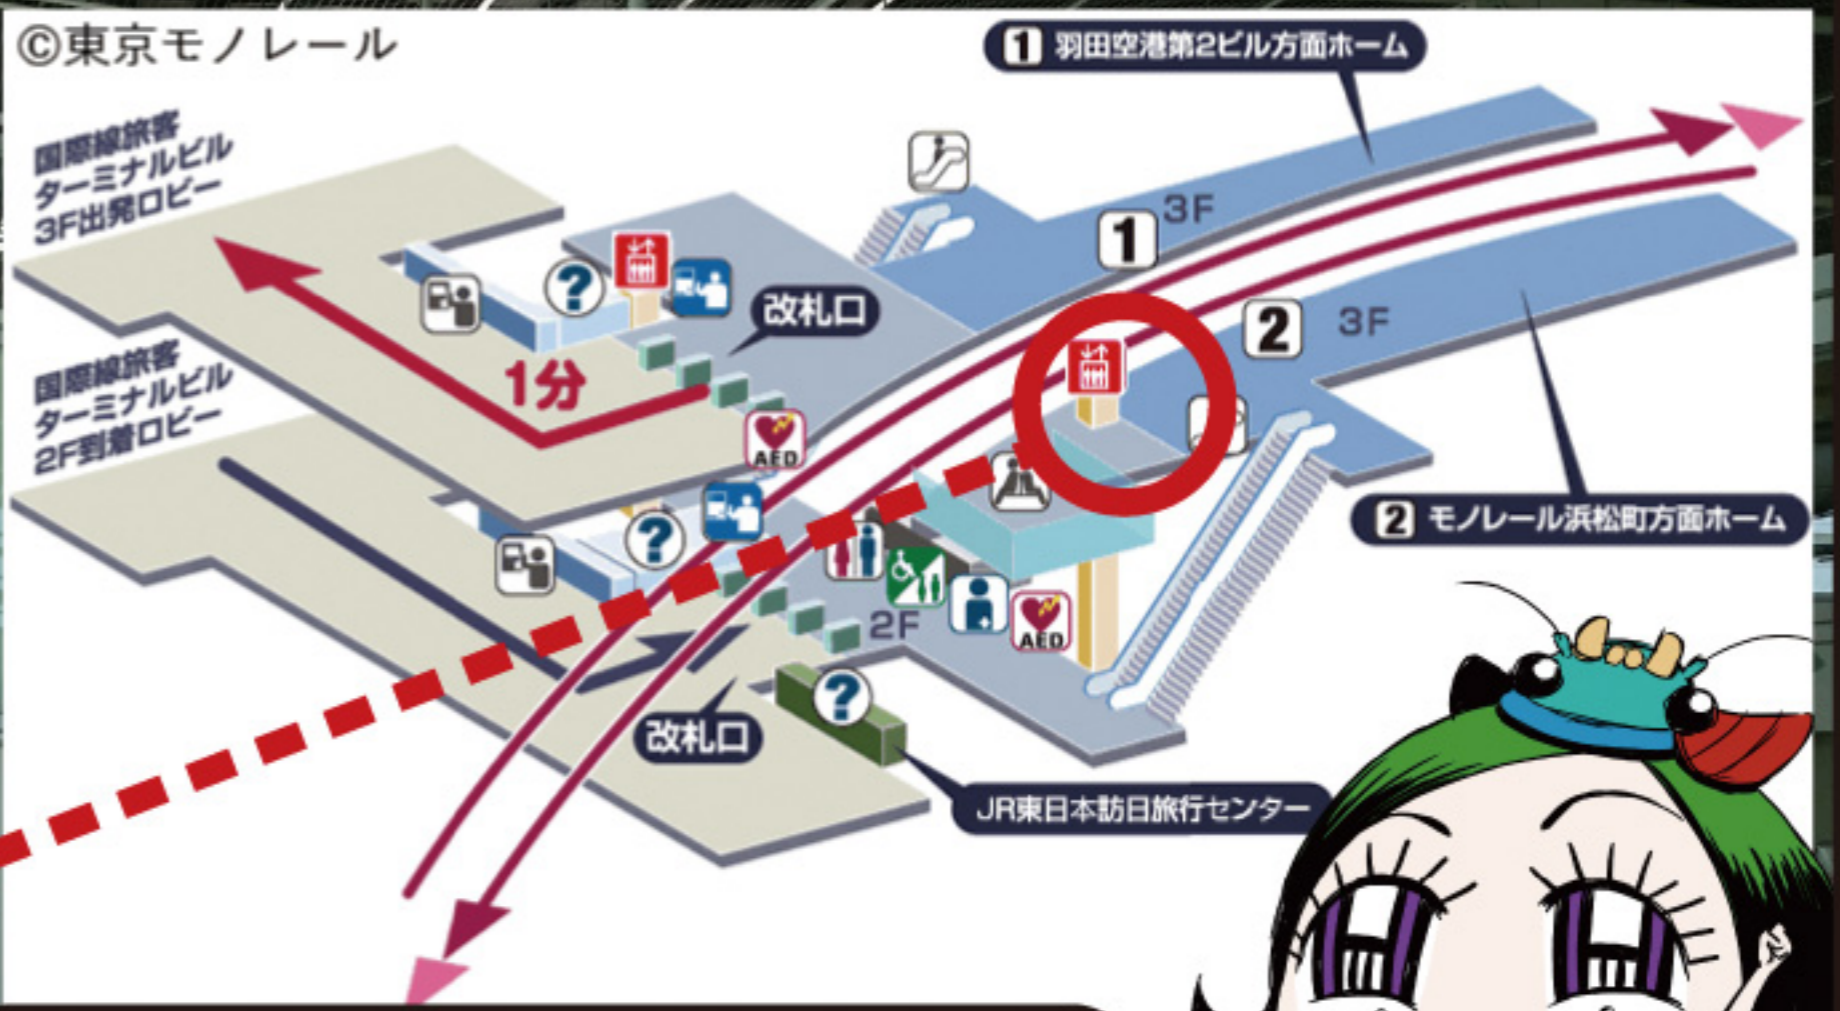 ©東京モノレール
1 羽田空港第2ビル方面ホーム
国際線旅客
ターミナルビル
3F出発ロビー
3F
1
改札口
1分
2
3F
国際線旅客
ターミナルビル
2F到着ロビー
AED
2 モノレール浜松町方面ホーム
?
?
2F
AED
?
改札口
JR東日本訪日旅行センター